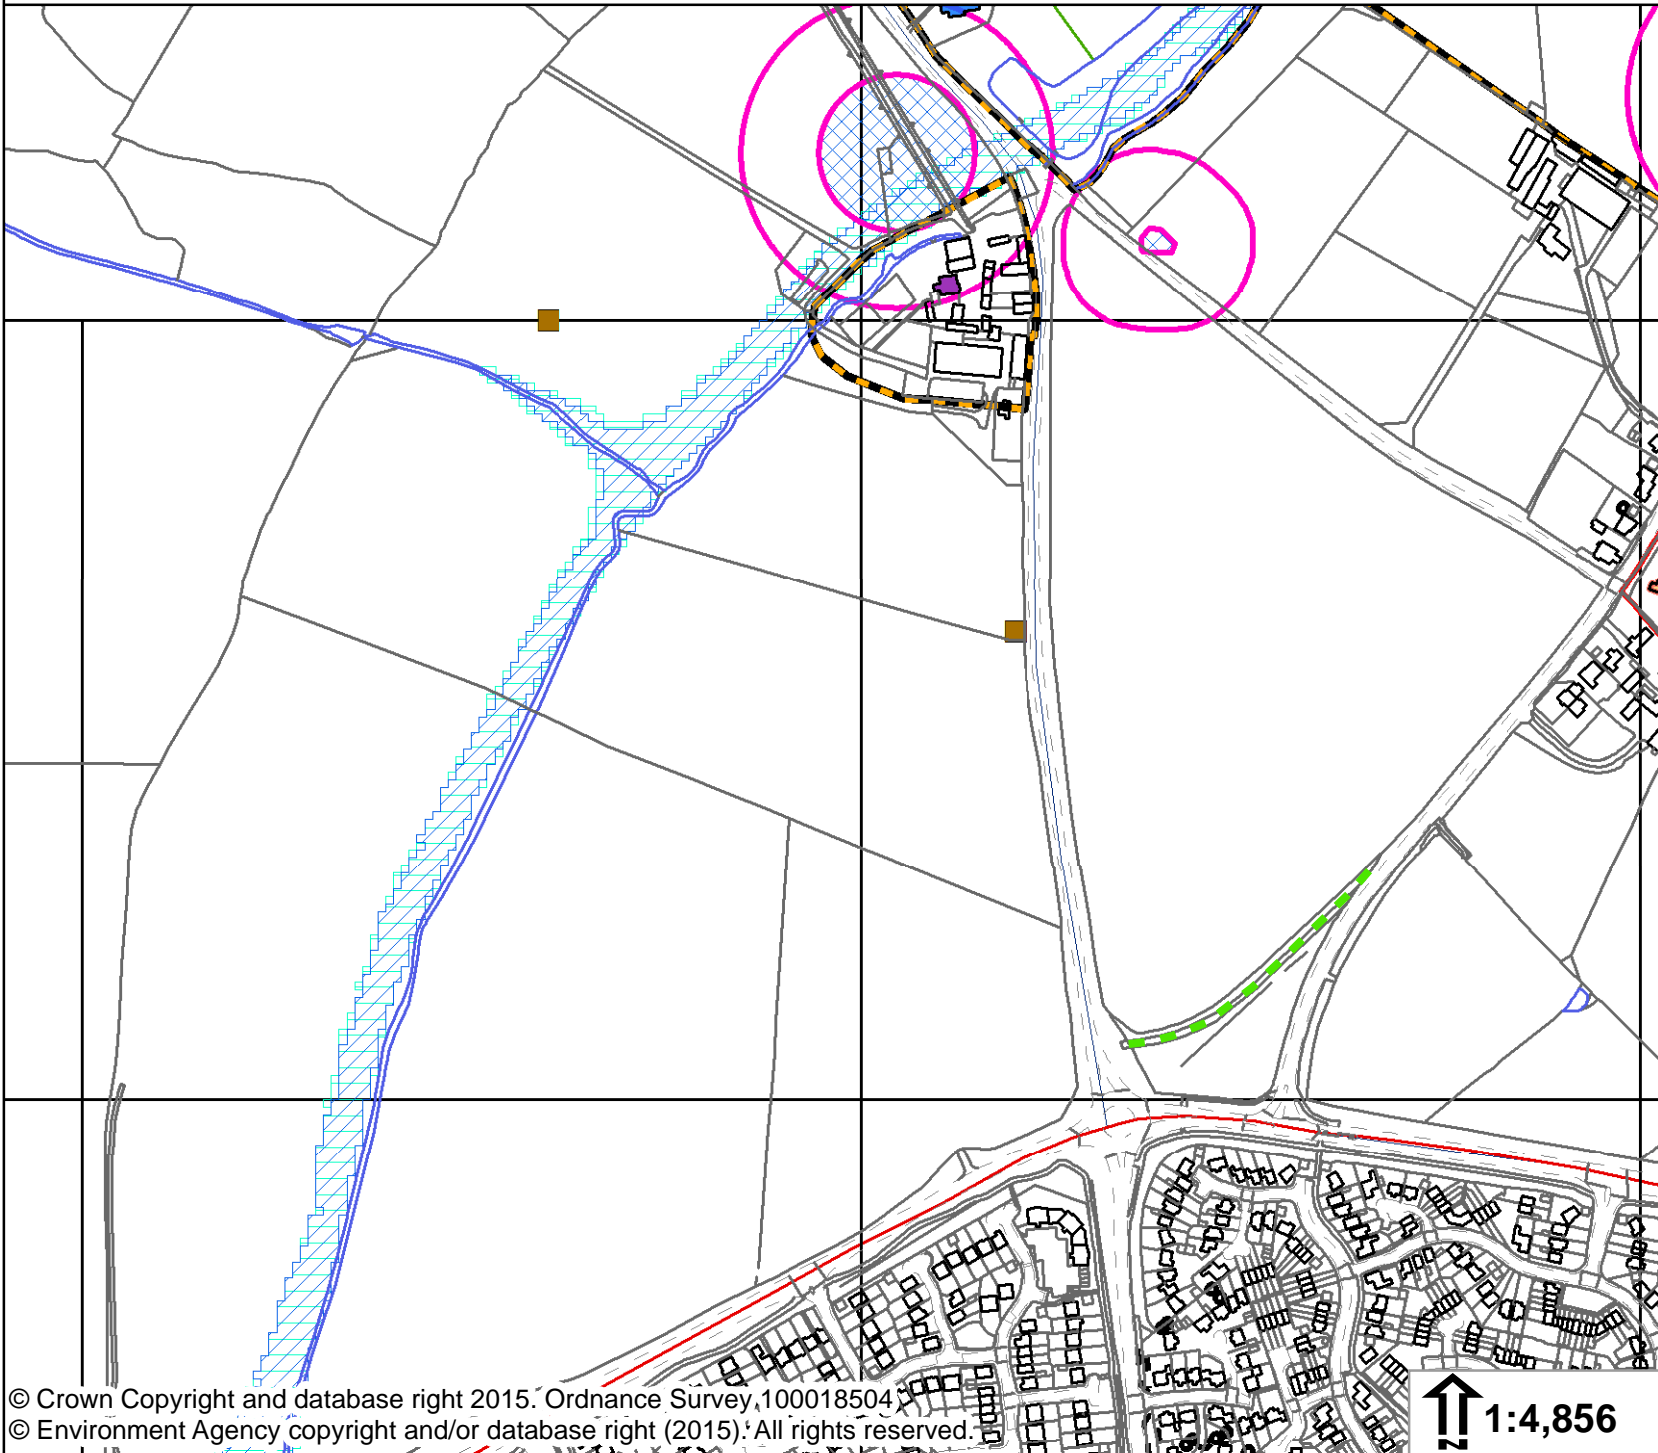 © Crown Copyright and database right 2015. Ordnance Survey 100018504
© Environment Agency copyright and/or database right (2015). All rights reserved.
N
1:4,856